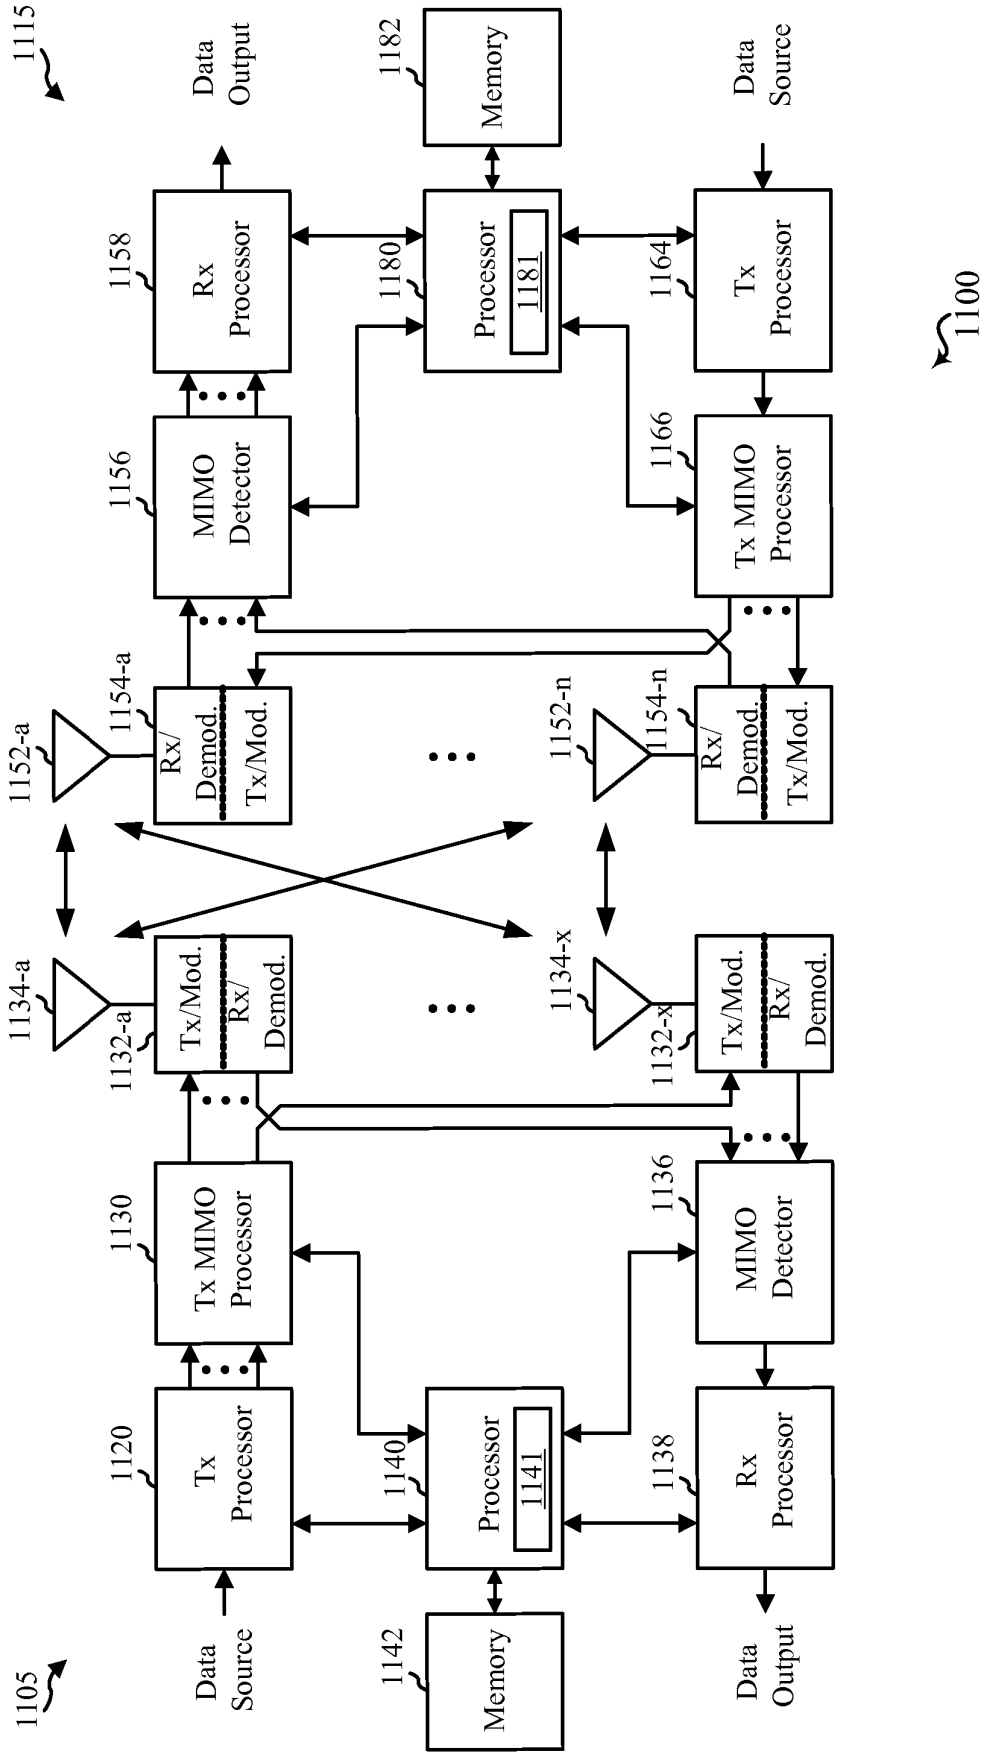 1105
1115
Data
Source
1120
Tx
Processor
1130
Tx MIMO
Processor
1132-a
Tx/Mod.
Rx/
Demod.
1134-a
1152-a
1154-a
Rx/
Demod.
Tx/Mod.
1156
MIMO
Detector
1158
Rx
Processor
Data
Output
1142
Memory
1140
Processor
1141
1180
Processor
1181
1182
Memory
Data
Output
1138
Rx
Processor
1136
MIMO
Detector
1132-x
Tx/Mod.
Rx/
Demod.
1134-x
1152-n
1154-n
Rx/
Demod.
Tx/Mod.
1166
Tx MIMO
Processor
1164
Tx
Processor
Data
Source
1100